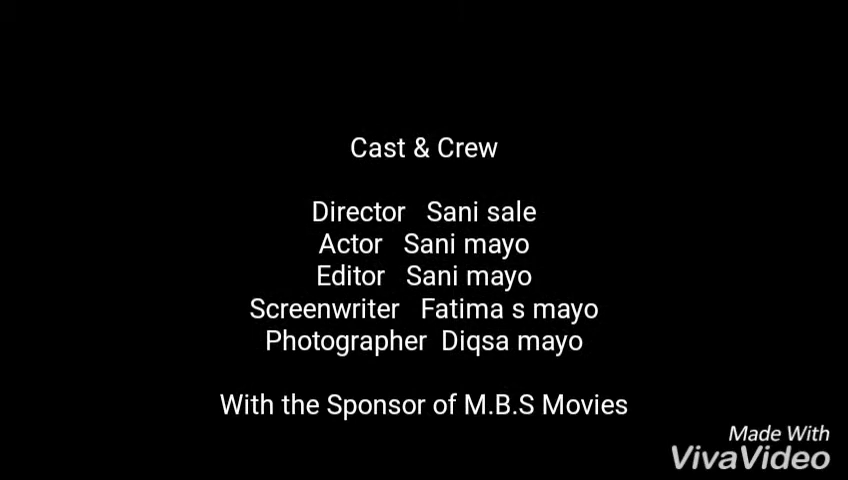 Cast & Crew
Director Sani sale
Actor Sani mayo
Editor Sani mayo
Screenwriter Fatima s mayo
Photographer Diqsa mayo
With the Sponsor of M.B.S Movies
Made With
VivaVideo